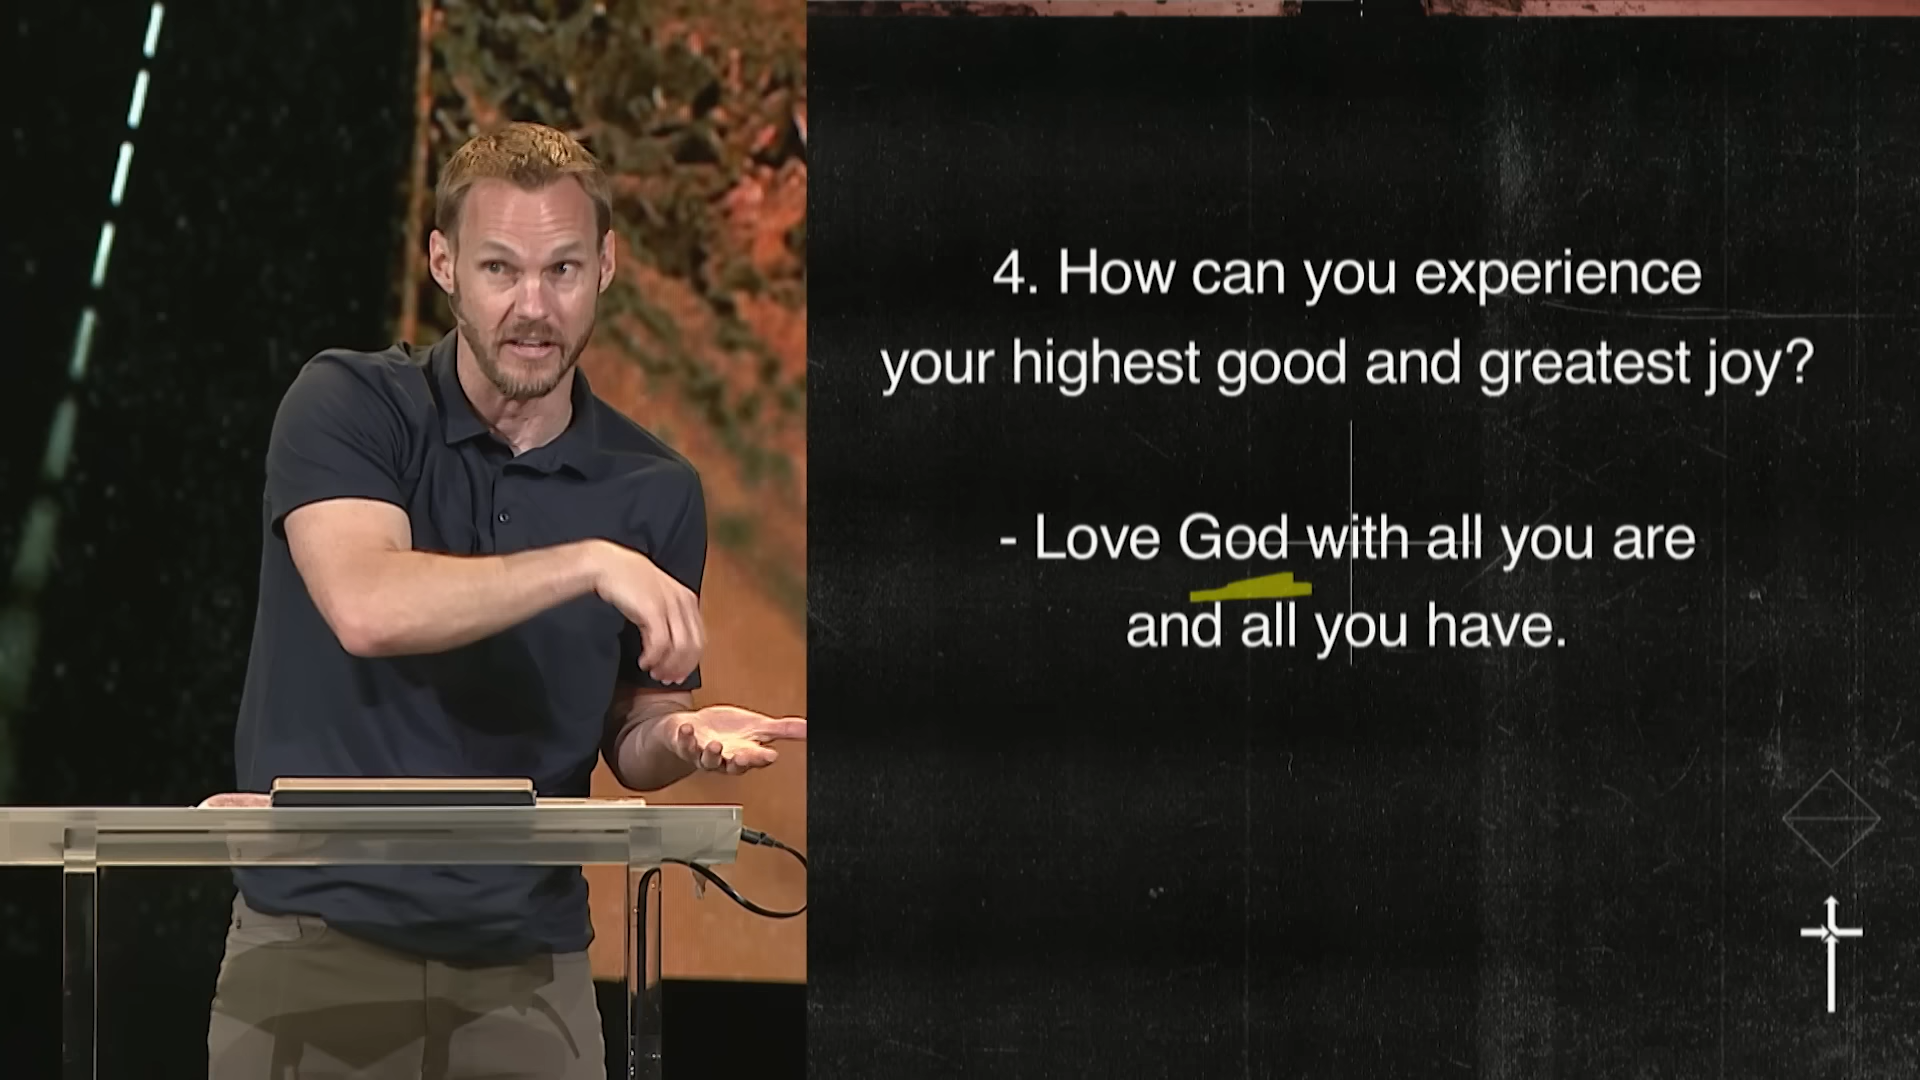 4. How can you experience
your highest good and greatest joy?
- Love God with all you are
and all you have.